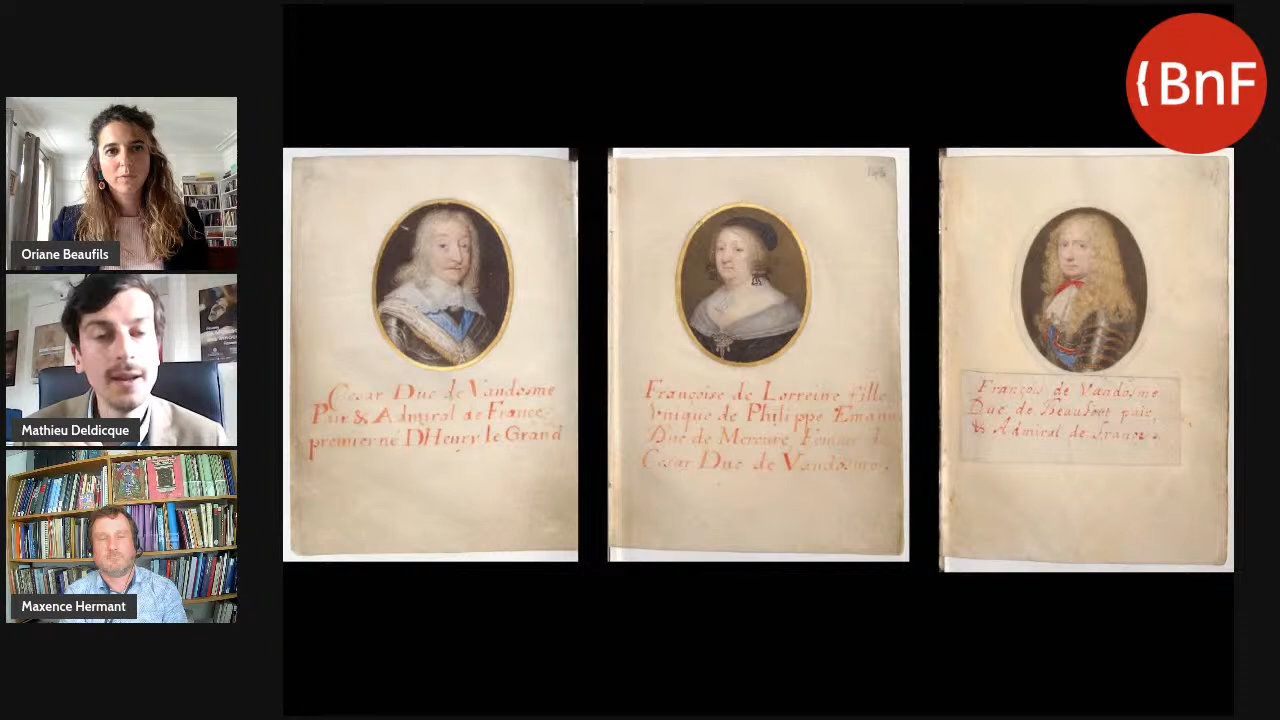 BnF
Oriane Beaufils
Mathieu Deldicque
Maxence Hermant
Cesar Duc de Vandosme
Pair & Admiral de France
premier né D'Henry le Grand
Françoise de Lorreine fille
Vnique de Philippe Emanu
Duc de Mercure Femme d
Cesar Duc de Vandosme.
François de Vandosme
Duc de Beaufort pair,
& Admiral de france